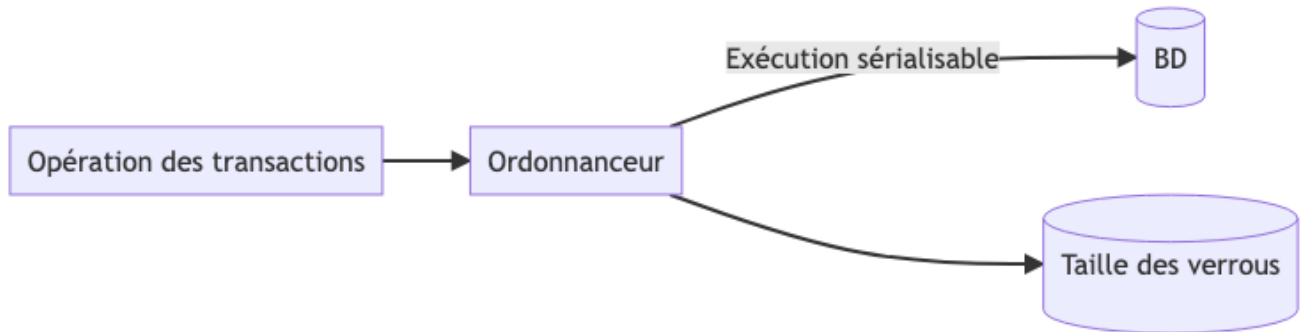 Exécution sérialisable
BD
Opération des transactions
Ordonnanceur
Taille des verrous